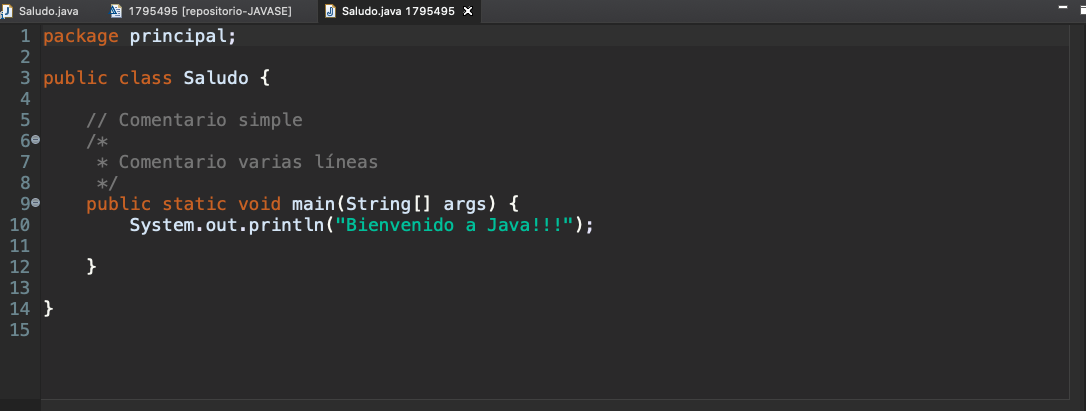 Saludo.java 1795495 [repositorio-JAVASE] Saludo.java 1795495
1 package principal;
2
3 public class Saludo {
4
5 // Comentario simple
6 /*
7 * Comentario varias líneas
8 */
9 public static void main(String[] args) {
10 System.out.println("Bienvenido a Java!!!");
11
12 }
13
14 }
15